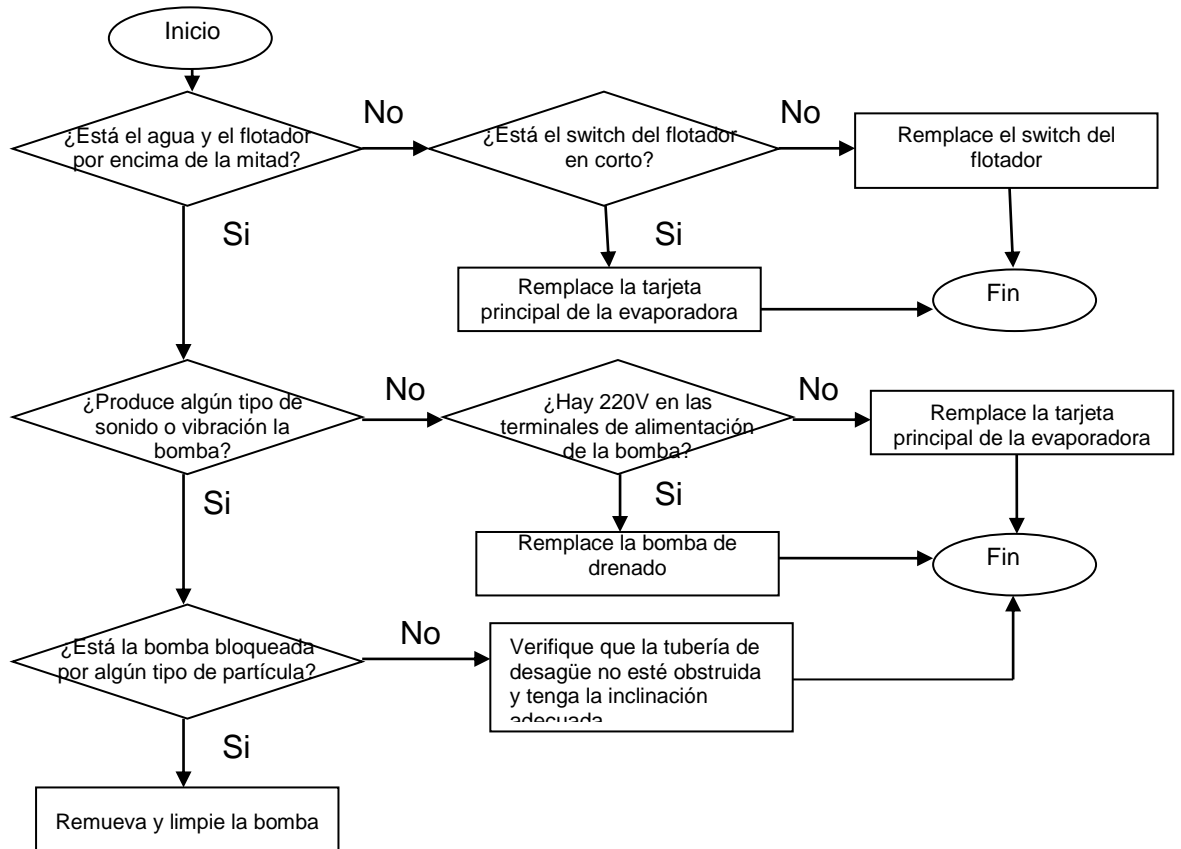 Inicio
¿Está el agua y el flotador
por encima de la mitad?
No
¿Está el switch del flotador
en corto?
No
Remplace el switch del
flotador
Si
Si
Remplace la tarjeta
principal de la evaporadora
Fin
¿Produce algún tipo de
sonido o vibración la
bomba?
No
¿Hay 220V en las
terminales de alimentación
de la bomba?
No
Remplace la tarjeta
principal de la evaporadora
Si
Si
Remplace la bomba de
drenado
Fin
¿Está la bomba bloqueada
por algún tipo de partícula?
No
Verifique que la tubería de
desagüe no esté obstruida
y tenga la inclinación
adecuada
Si
Remueva y limpie la bomba